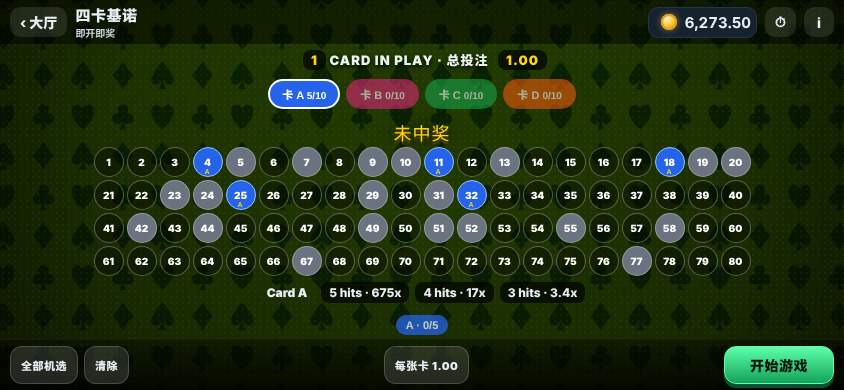 ‹ 大厅
四卡基诺
即开即奖
6,273.50
⏱
i
1 CARD IN PLAY · 总投注 1.00
卡 A 5/10 卡 B 0/10 卡 C 0/10 卡 D 0/10
未中奖
1 2 3 4 A 5 6 7 8 9 10 11 A 12 13 14 15 16 17 18 A 19 20
21 22 23 24 25 A 26 27 28 29 30 31 32 A 33 34 35 36 37 38 39 40
41 42 43 44 45 46 47 48 49 50 51 52 53 54 55 56 57 58 59 60
61 62 63 64 65 66 67 68 69 70 71 72 73 74 75 76 77 78 79 80
Card A 5 hits · 675x 4 hits · 17x 3 hits · 3.4x
A · 0/5
全部机选 清除 每张卡 1.00 开始游戏